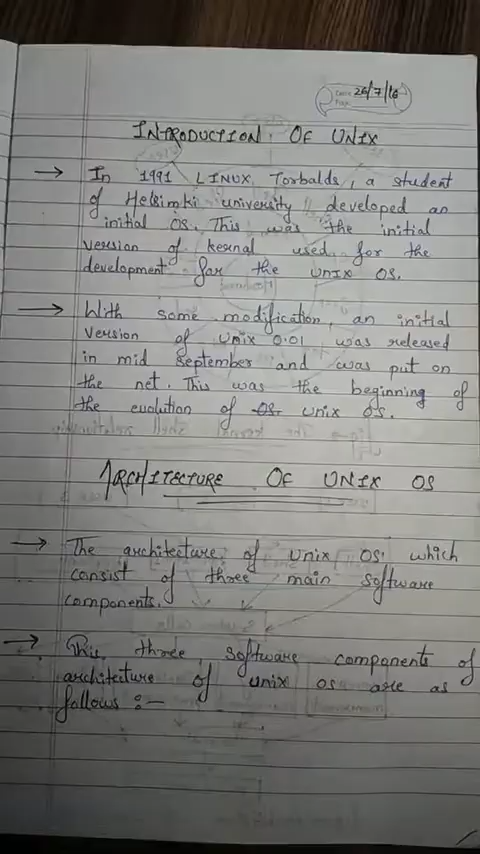 Date 26/7/16
Page
INTRODUCTION OF UNIX
→ In 1991 LINUX Torbalds, a student
of Helsimki university developed an
initial OS. This was the initial
version of kernal used for the
development for the UNIX OS.
→ With some modification, an initial
version of unix 0.01 was released
in mid september and was put on
the net. This was the beginning of
the evolution of OS unix OS.
ARCHITECTURE OF UNIX OS
→ The architecture of unix OS which
consist of three main software
components.
→ This three software components of
architecture of unix os are as
follows :-